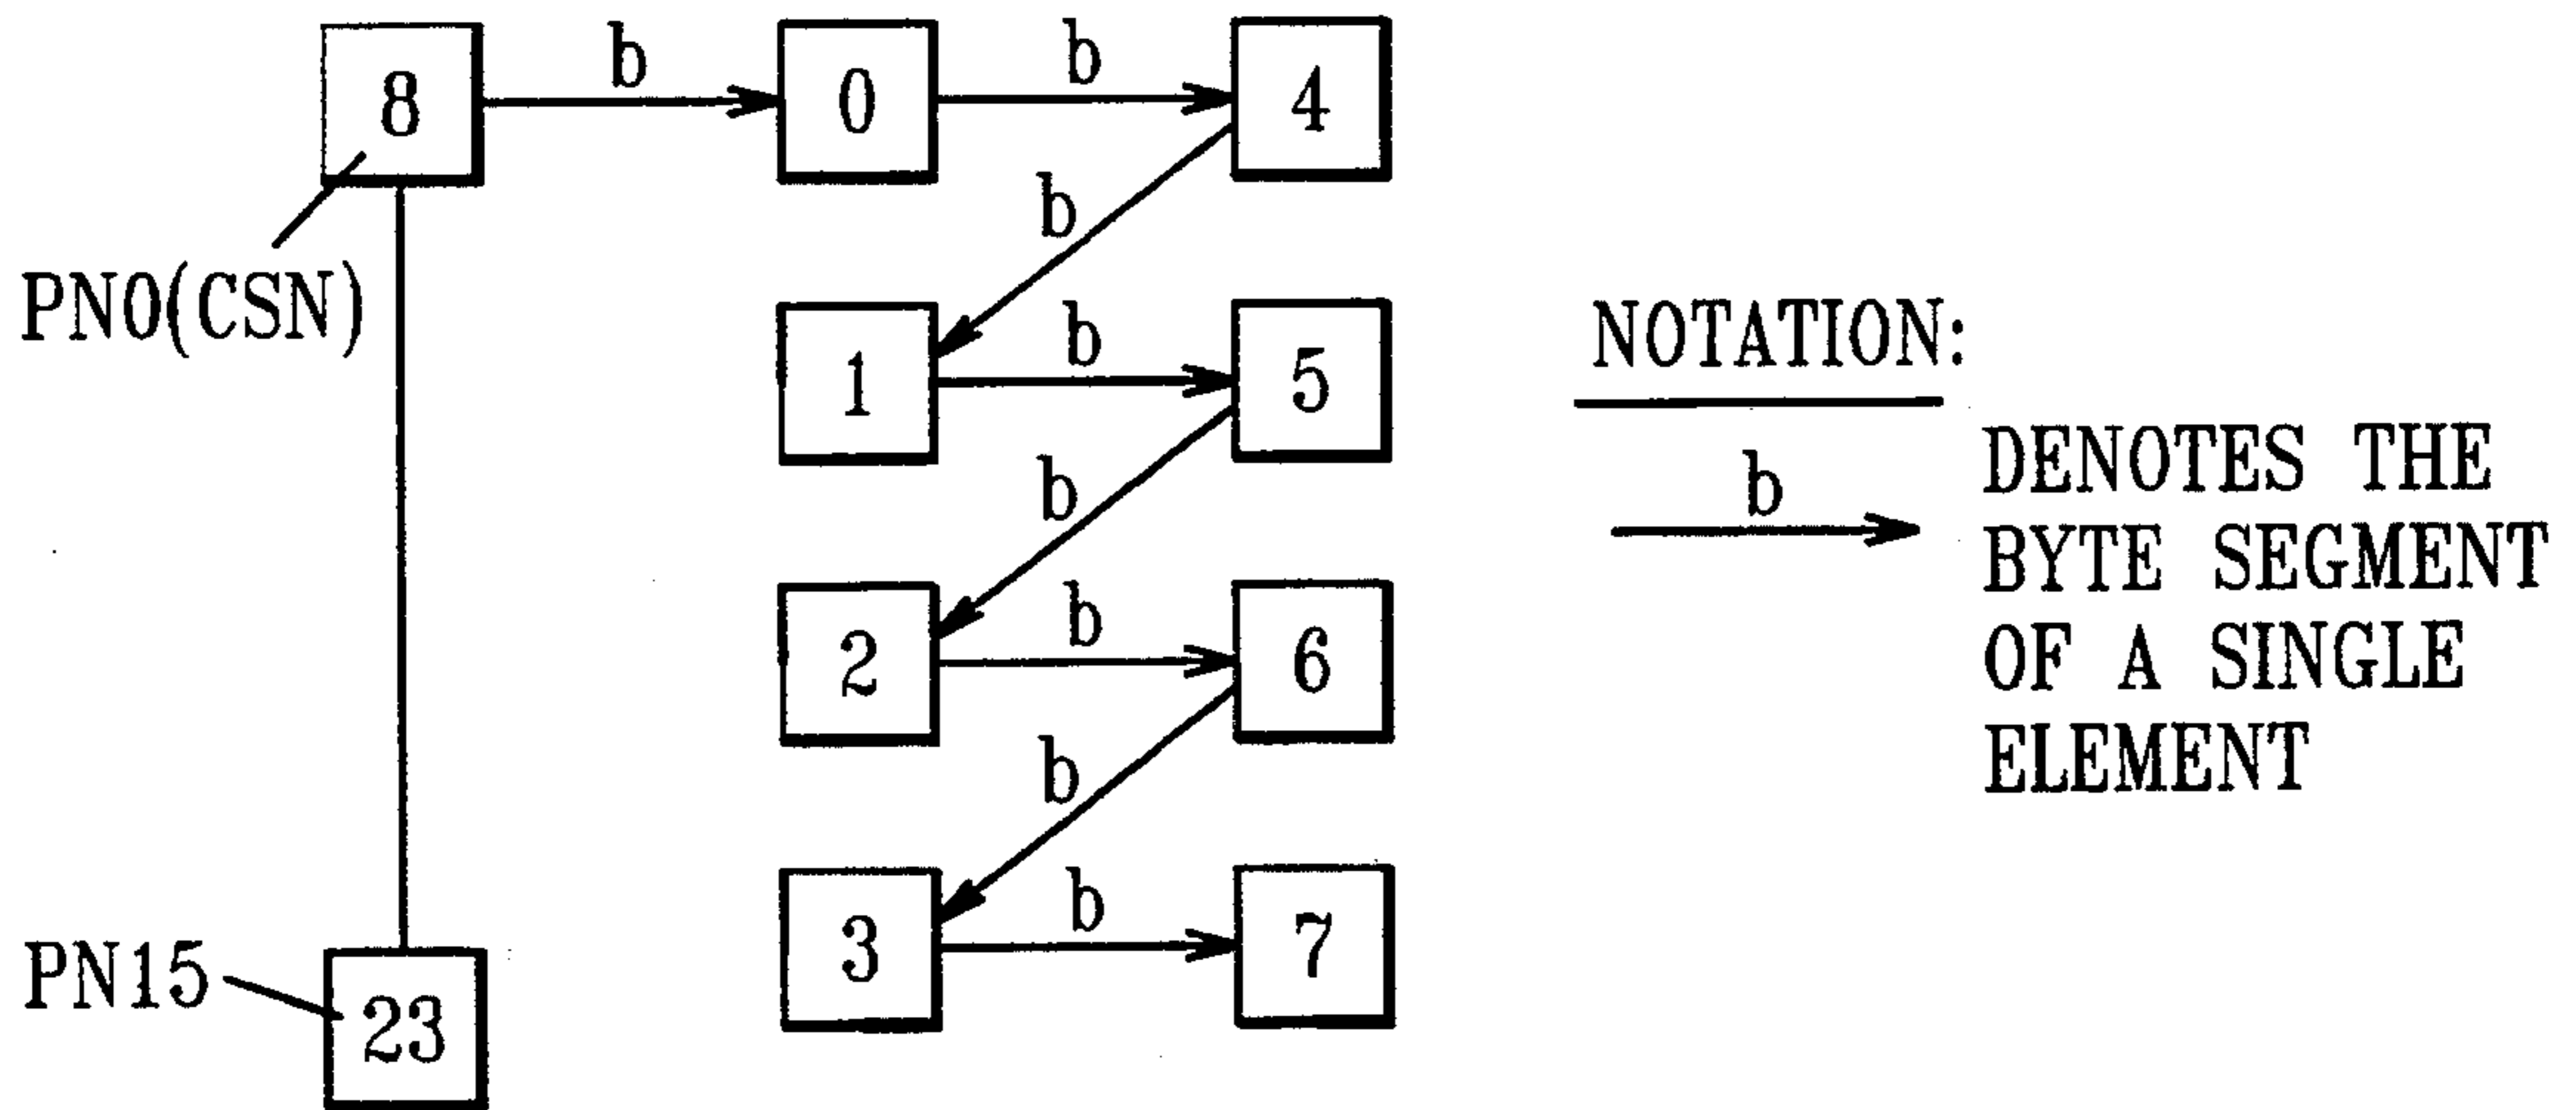 8
b
0
b
4
b
PN0(CSN)
1
b
5
b
2
b
6
b
3
b
7
PN15
23
NOTATION:
b
DENOTES THE
BYTE SEGMENT
OF A SINGLE
ELEMENT